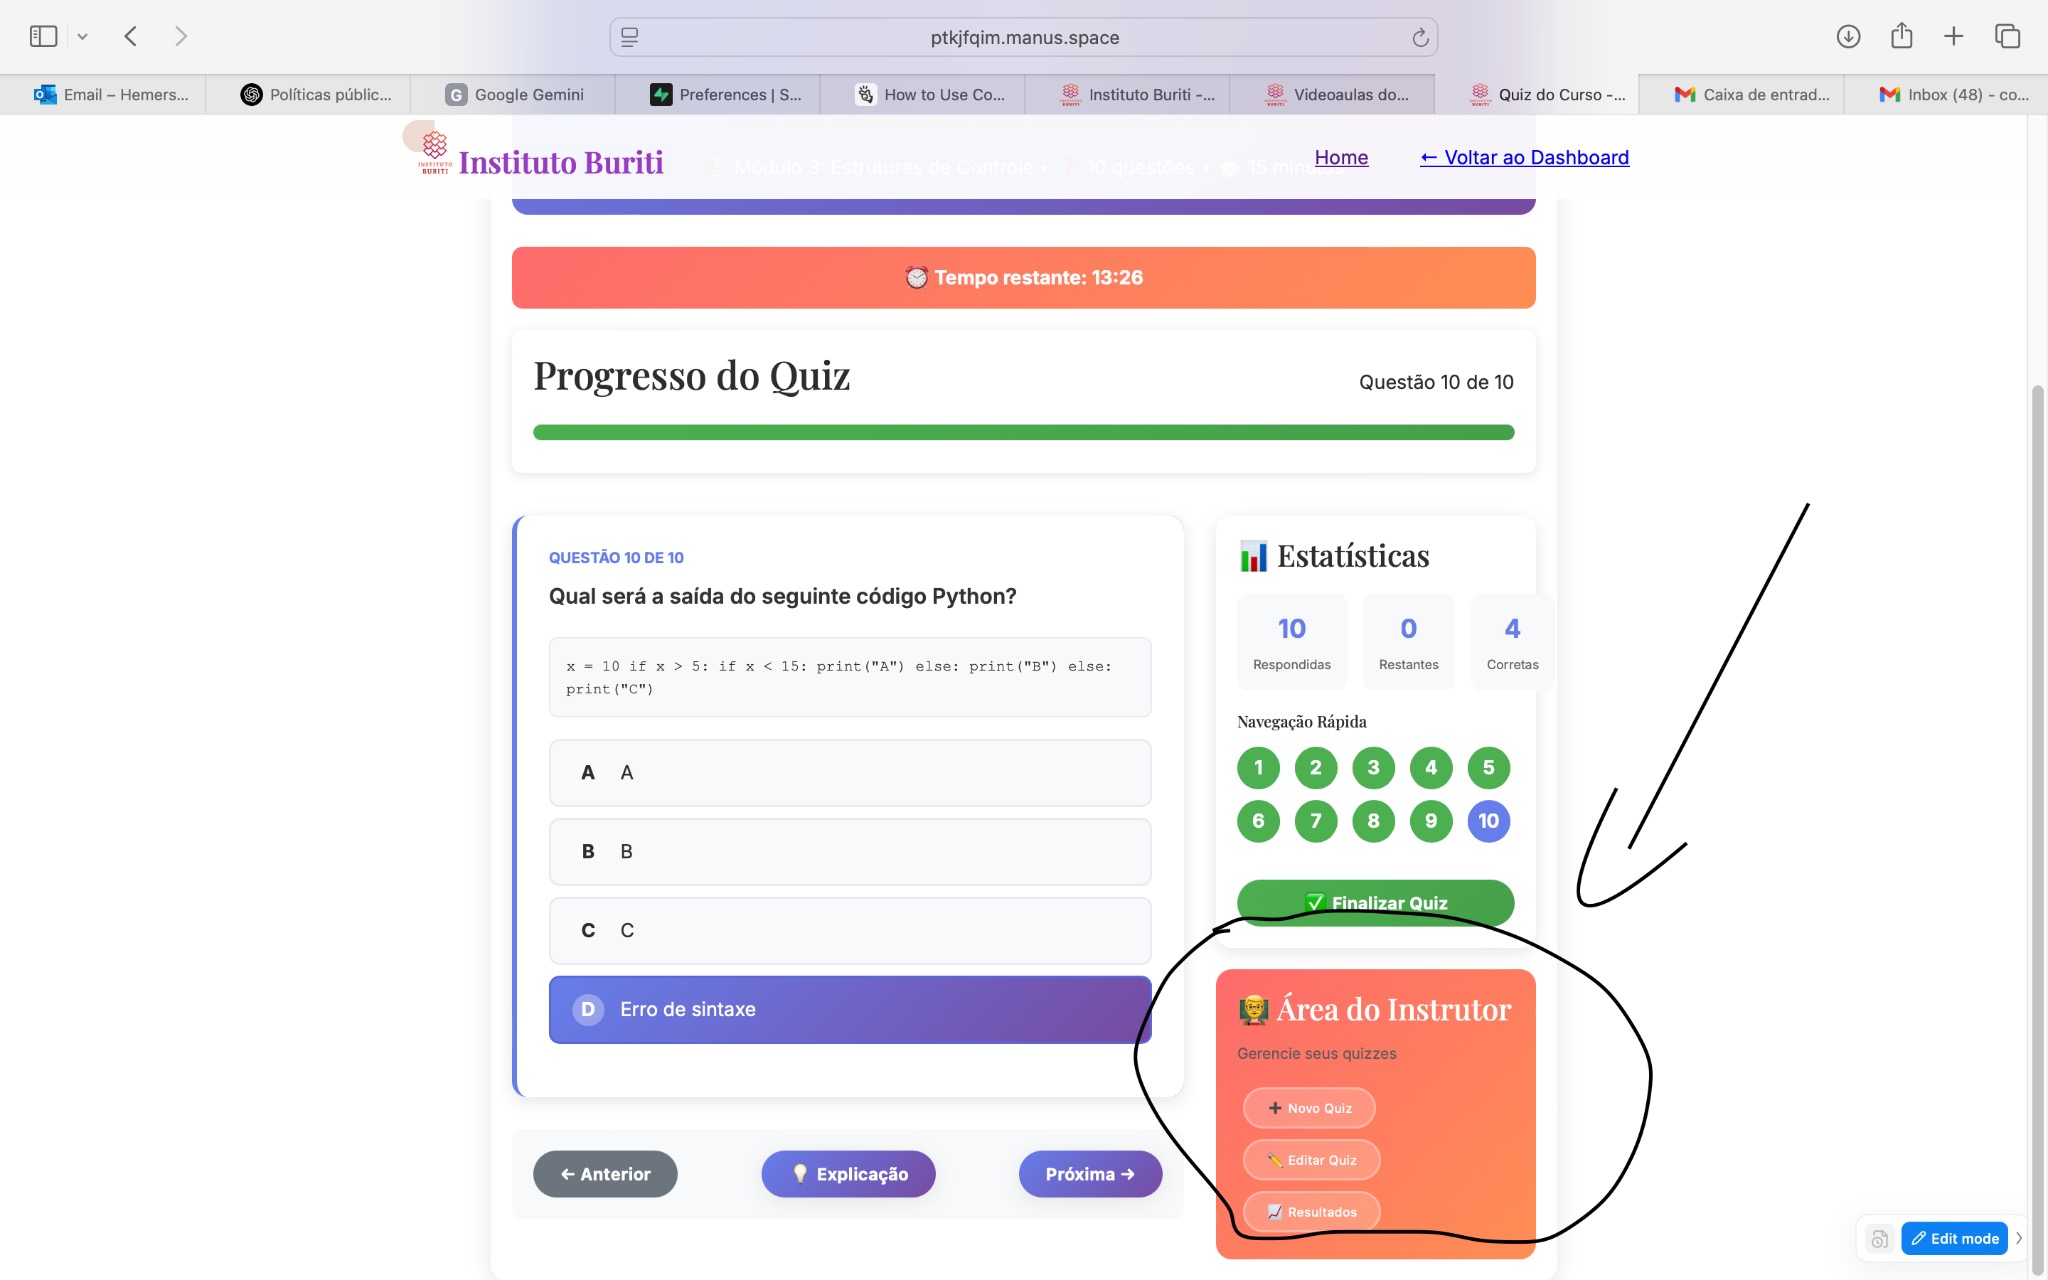 ptkjfqim.manus.space
Email – Hemers...
Políticas públic...
Google Gemini
Preferences | S...
How to Use Co...
Instituto Buriti -...
Videoaulas do...
Quiz do Curso -...
Caixa de entrad...
Inbox (48) - co...
INSTITUTO
BURITI
Instituto Buriti
Módulo 3: Estruturas de Controle • 10 questões • 15 minutos
Home
← Voltar ao Dashboard
Tempo restante: 13:26
Progresso do Quiz
Questão 10 de 10
QUESTÃO 10 DE 10
Qual será a saída do seguinte código Python?
x = 10 if x > 5: if x < 15: print("A") else: print("B") else:
print("C")
A A
B B
C C
D Erro de sintaxe
← Anterior
Explicação
Próxima →
Estatísticas
10 0 4
Respondidas Restantes Corretas
Navegação Rápida
1 2 3 4 5
6 7 8 9 10
Finalizar Quiz
Área do Instrutor
Gerencie seus quizzes
Novo Quiz
Editar Quiz
Resultados
Edit mode